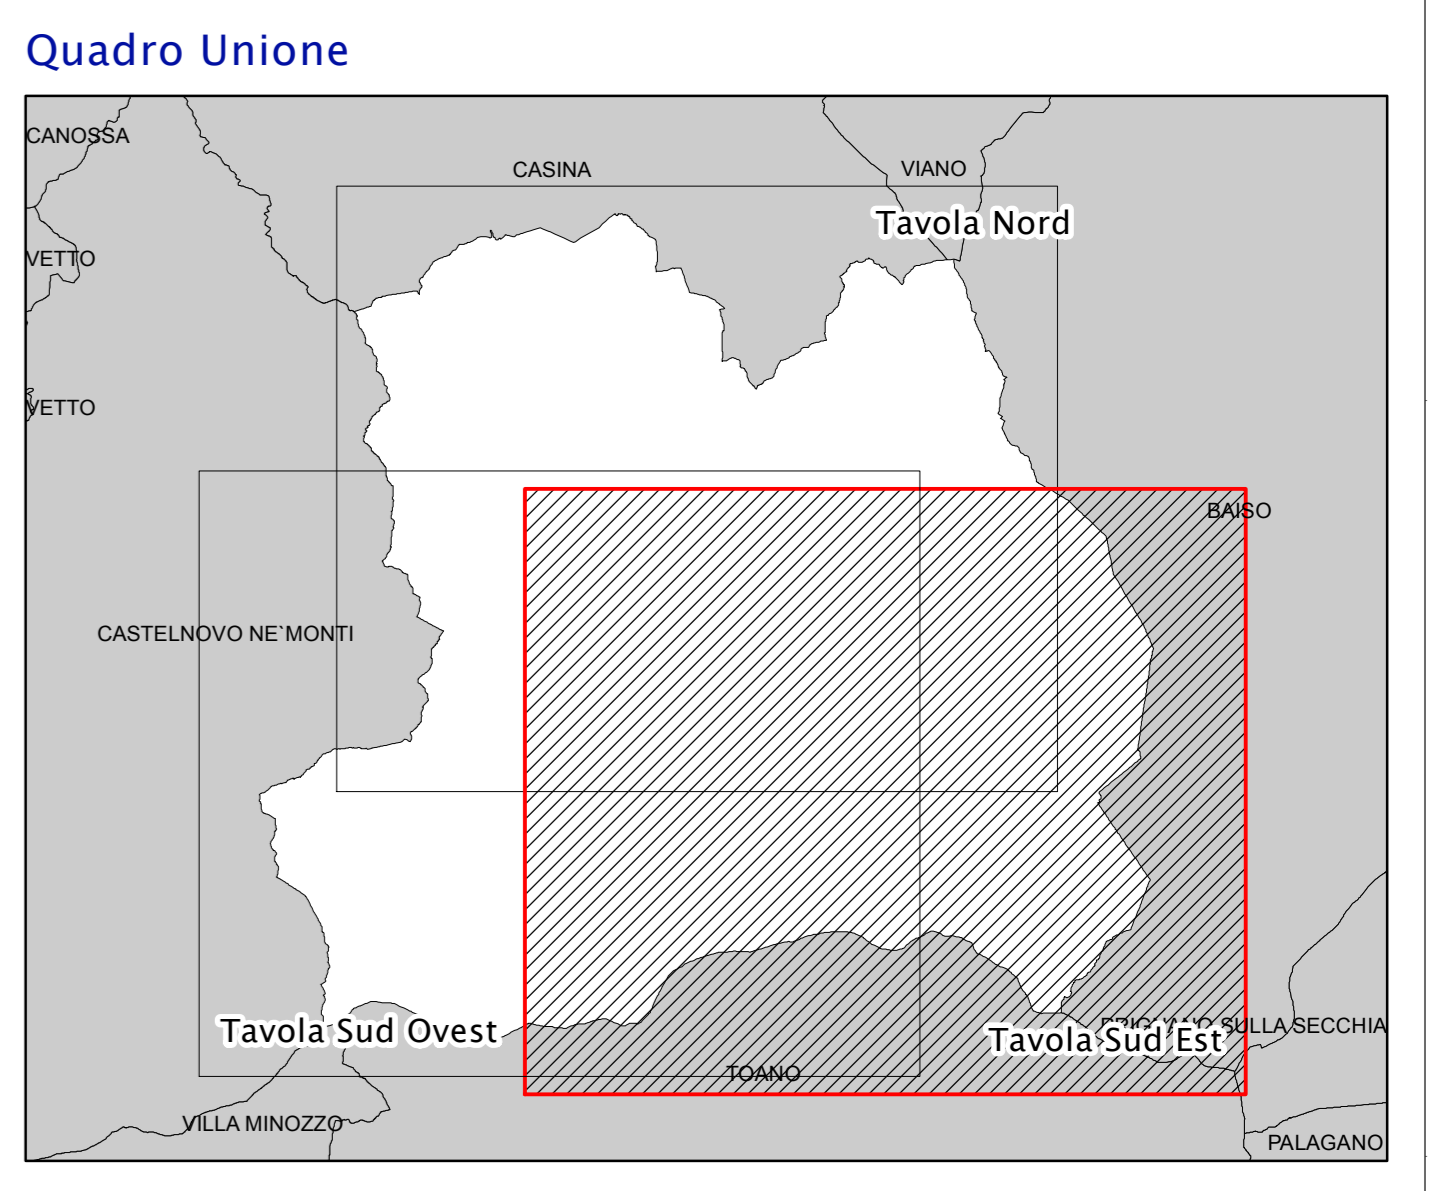 Quadro Unione
CANOSSA
CASINA
VIANO
Tavola Nord
VETTO
VETTO
BAISO
CASTELNOVO NE`MONTI
Tavola Sud Ovest
PRIGNANO SULLA SECCHIA
Tavola Sud Est
TOANO
VILLA MINOZZO
PALAGANO